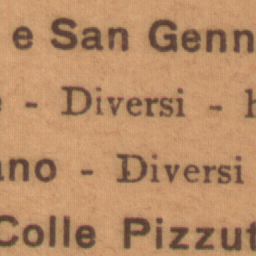 e San Genn
- Diversi - h
ano - Diversi
Colle Pizzut